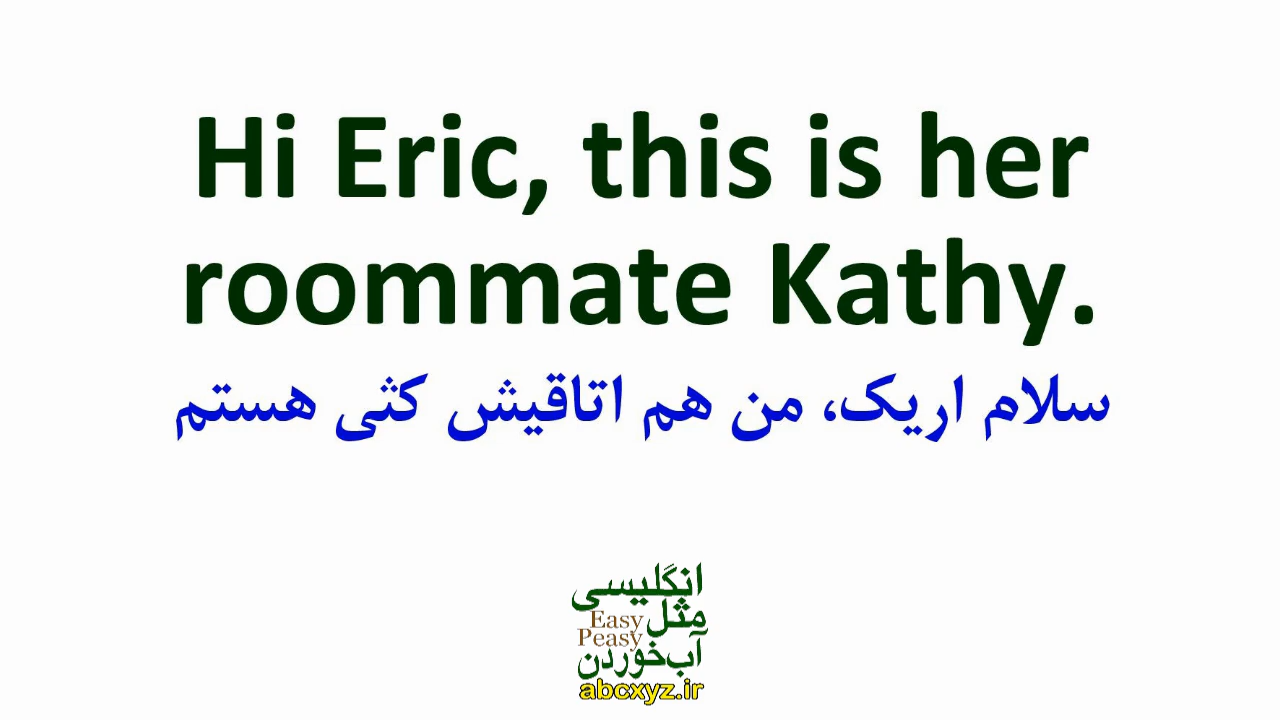 Hi Eric, this is her
roommate Kathy.
سلام اریک، من هم اتاقیش کثی هستم
انگلیسی
مثل
Easy
Peasy
آب‌خوردن
abcxyz.ir